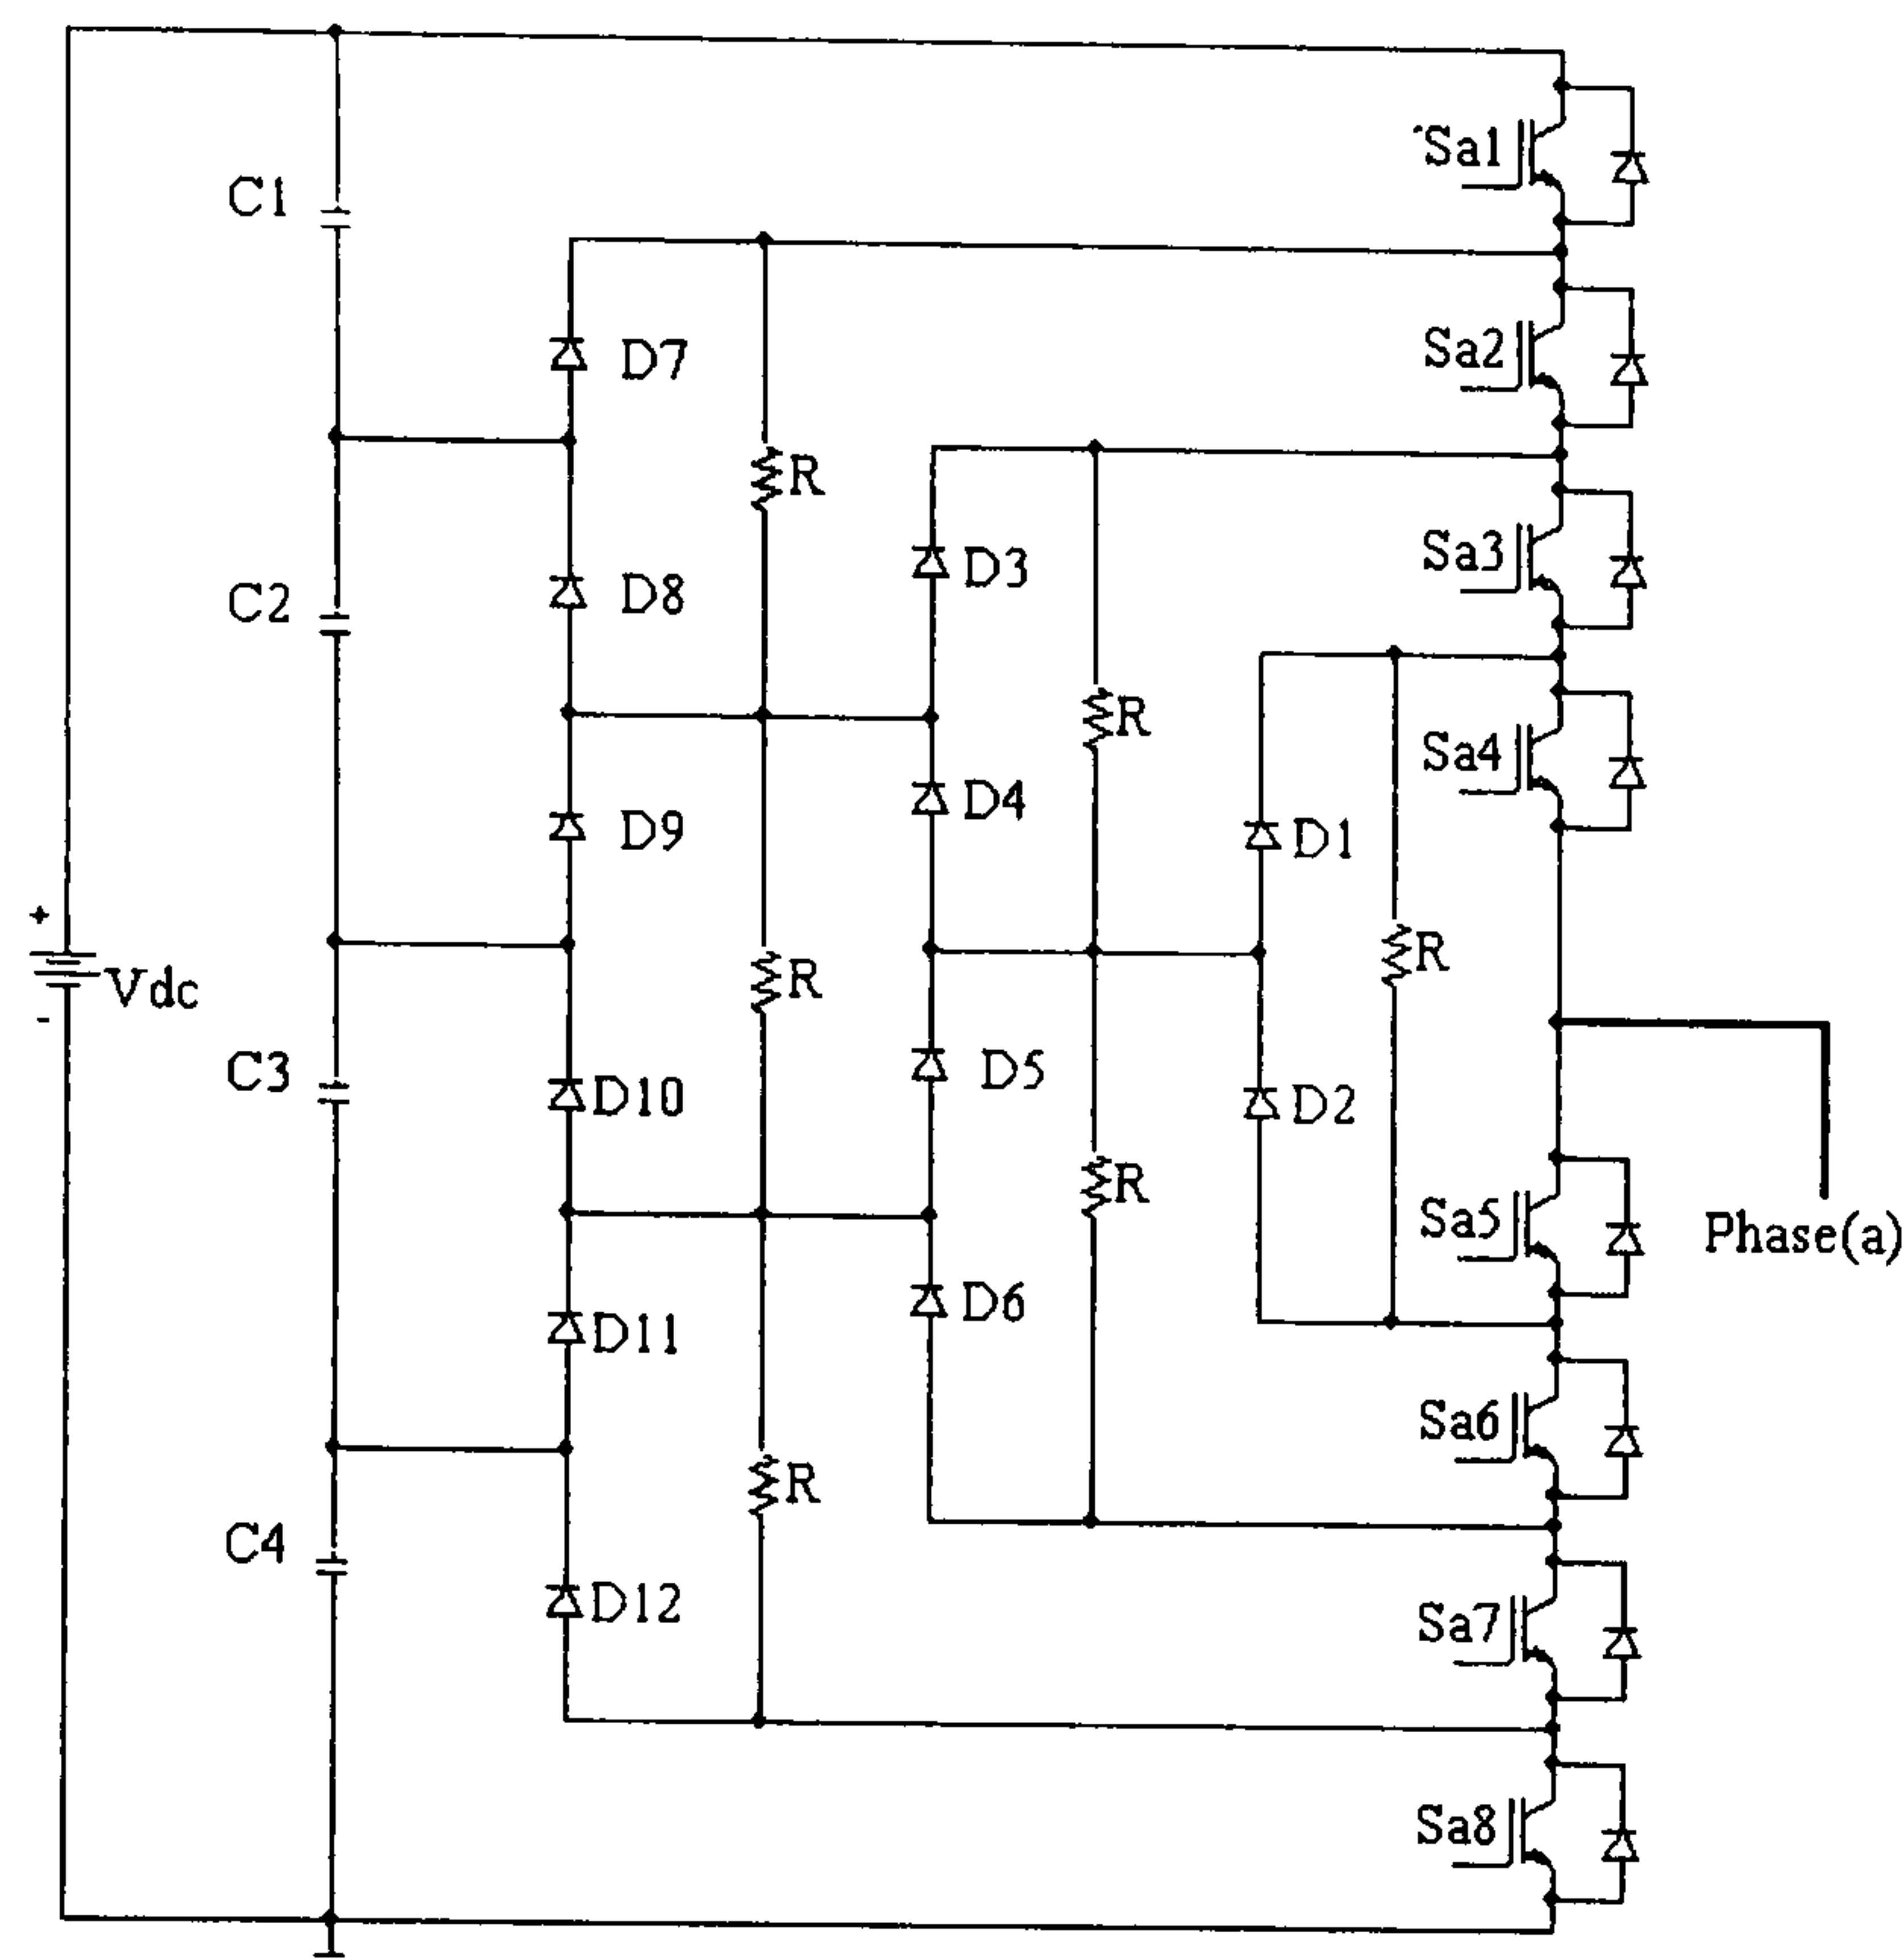 Sa1
C1
Sa2
D7
R
Sa3
D3
C2
D8
R
Sa4
D4
D9
D1
+
R
R
Vdc
-
C3
D5
D10
D2
R
Sa5
Phase(a)
D6
D11
Sa6
R
C4
D12
Sa7
Sa8